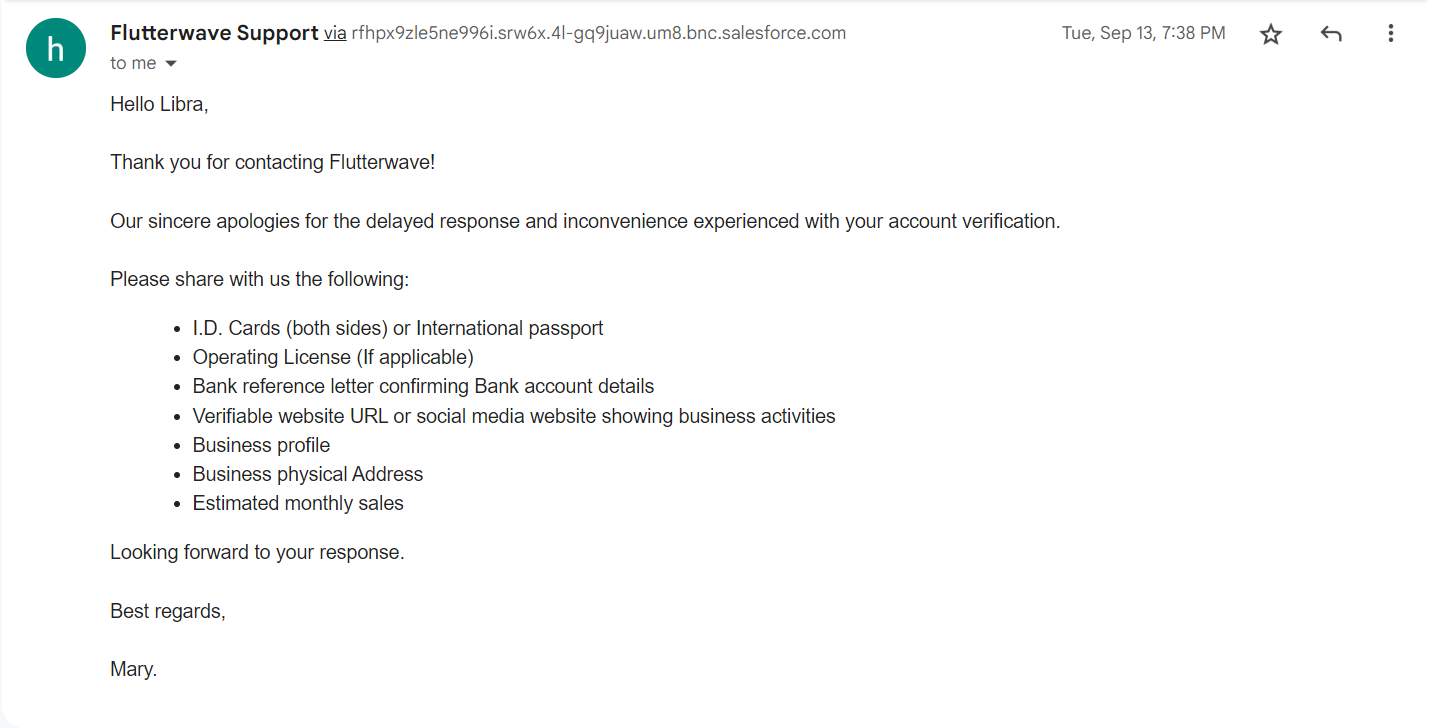 h
Flutterwave Support via rfhpx9zle5ne996i.srw6x.4l-gq9juaw.um8.bnc.salesforce.com Tue, Sep 13, 7:38 PM
to me
Hello Libra,
Thank you for contacting Flutterwave!
Our sincere apologies for the delayed response and inconvenience experienced with your account verification.
Please share with us the following:
• I.D. Cards (both sides) or International passport
• Operating License (If applicable)
• Bank reference letter confirming Bank account details
• Verifiable website URL or social media website showing business activities
• Business profile
• Business physical Address
• Estimated monthly sales
Looking forward to your response.
Best regards,
Mary.